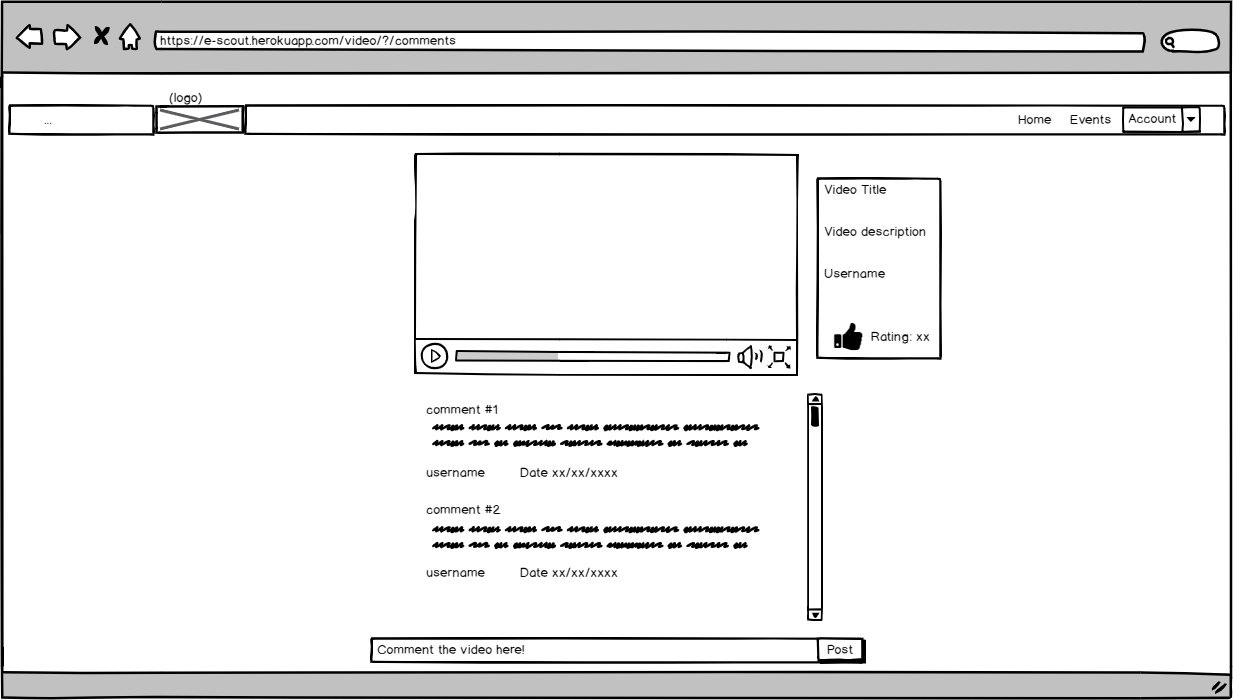 https://e-scout.herokuapp.com/video/?/comments
(logo)
...
Home Events Account
Video Title
Video description
Username
Rating: xx
comment #1
username Date xx/xx/xxxx
comment #2
username Date xx/xx/xxxx
Comment the video here! Post